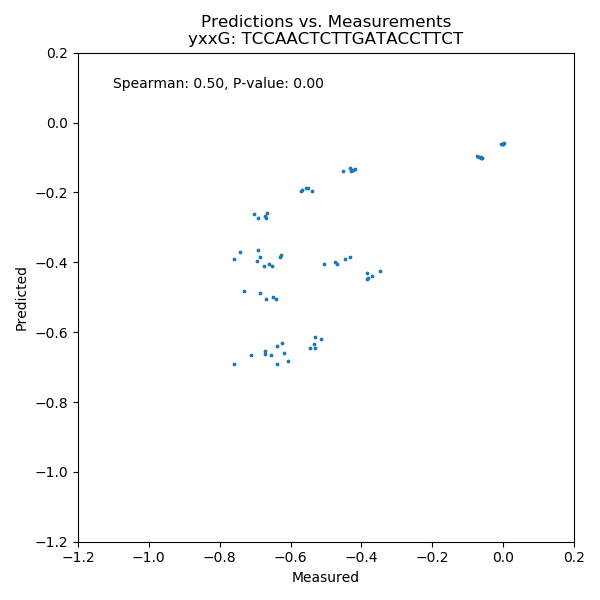 Predictions vs. Measurements
yxxG: TCCAACTCTTGATACCTTCT
Spearman: 0.50, P-value: 0.00
0.2
0.0
−0.2
−0.4
−0.6
−0.8
−1.0
−1.2
Predicted
−1.2 −1.0 −0.8 −0.6 −0.4 −0.2 0.0 0.2
Measured